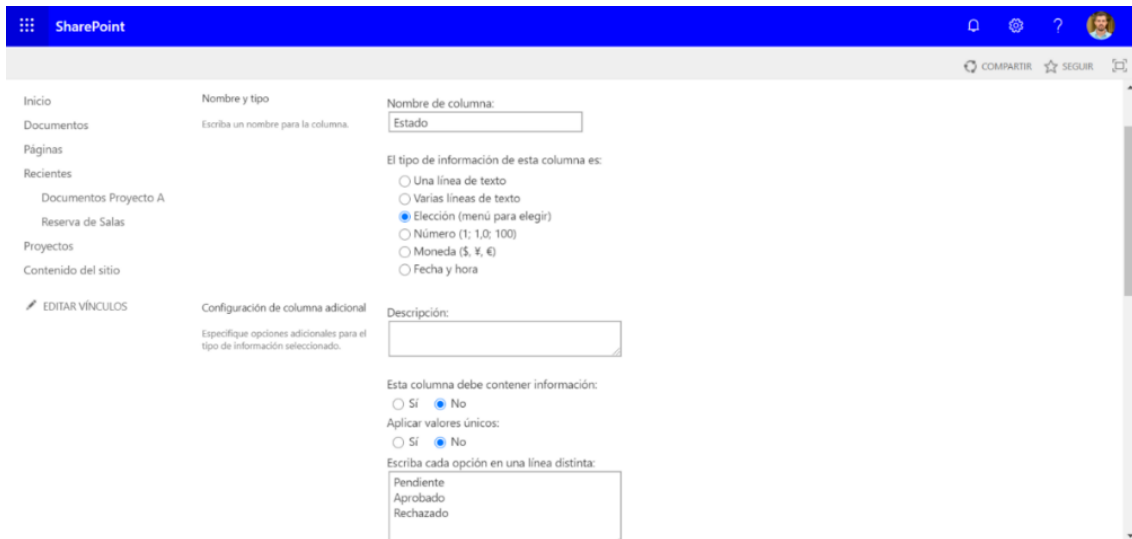 SharePoint
COMPARTIR
SEGUIR
Inicio
Documentos
Páginas
Recientes
Documentos Proyecto A
Reserva de Salas
Proyectos
Contenido del sitio
EDITAR VÍNCULOS
Nombre y tipo
Escriba un nombre para la columna.
Nombre de columna:
Estado
El tipo de información de esta columna es:
Una línea de texto
Varias líneas de texto
Elección (menú para elegir)
Número (1; 1,0; 100)
Moneda ($, ¥, €)
Fecha y hora
Configuración de columna adicional
Especifique opciones adicionales para el
tipo de información seleccionado.
Descripción:
Esta columna debe contener información:
Sí No
Aplicar valores únicos:
Sí No
Escriba cada opción en una línea distinta:
Pendiente
Aprobado
Rechazado